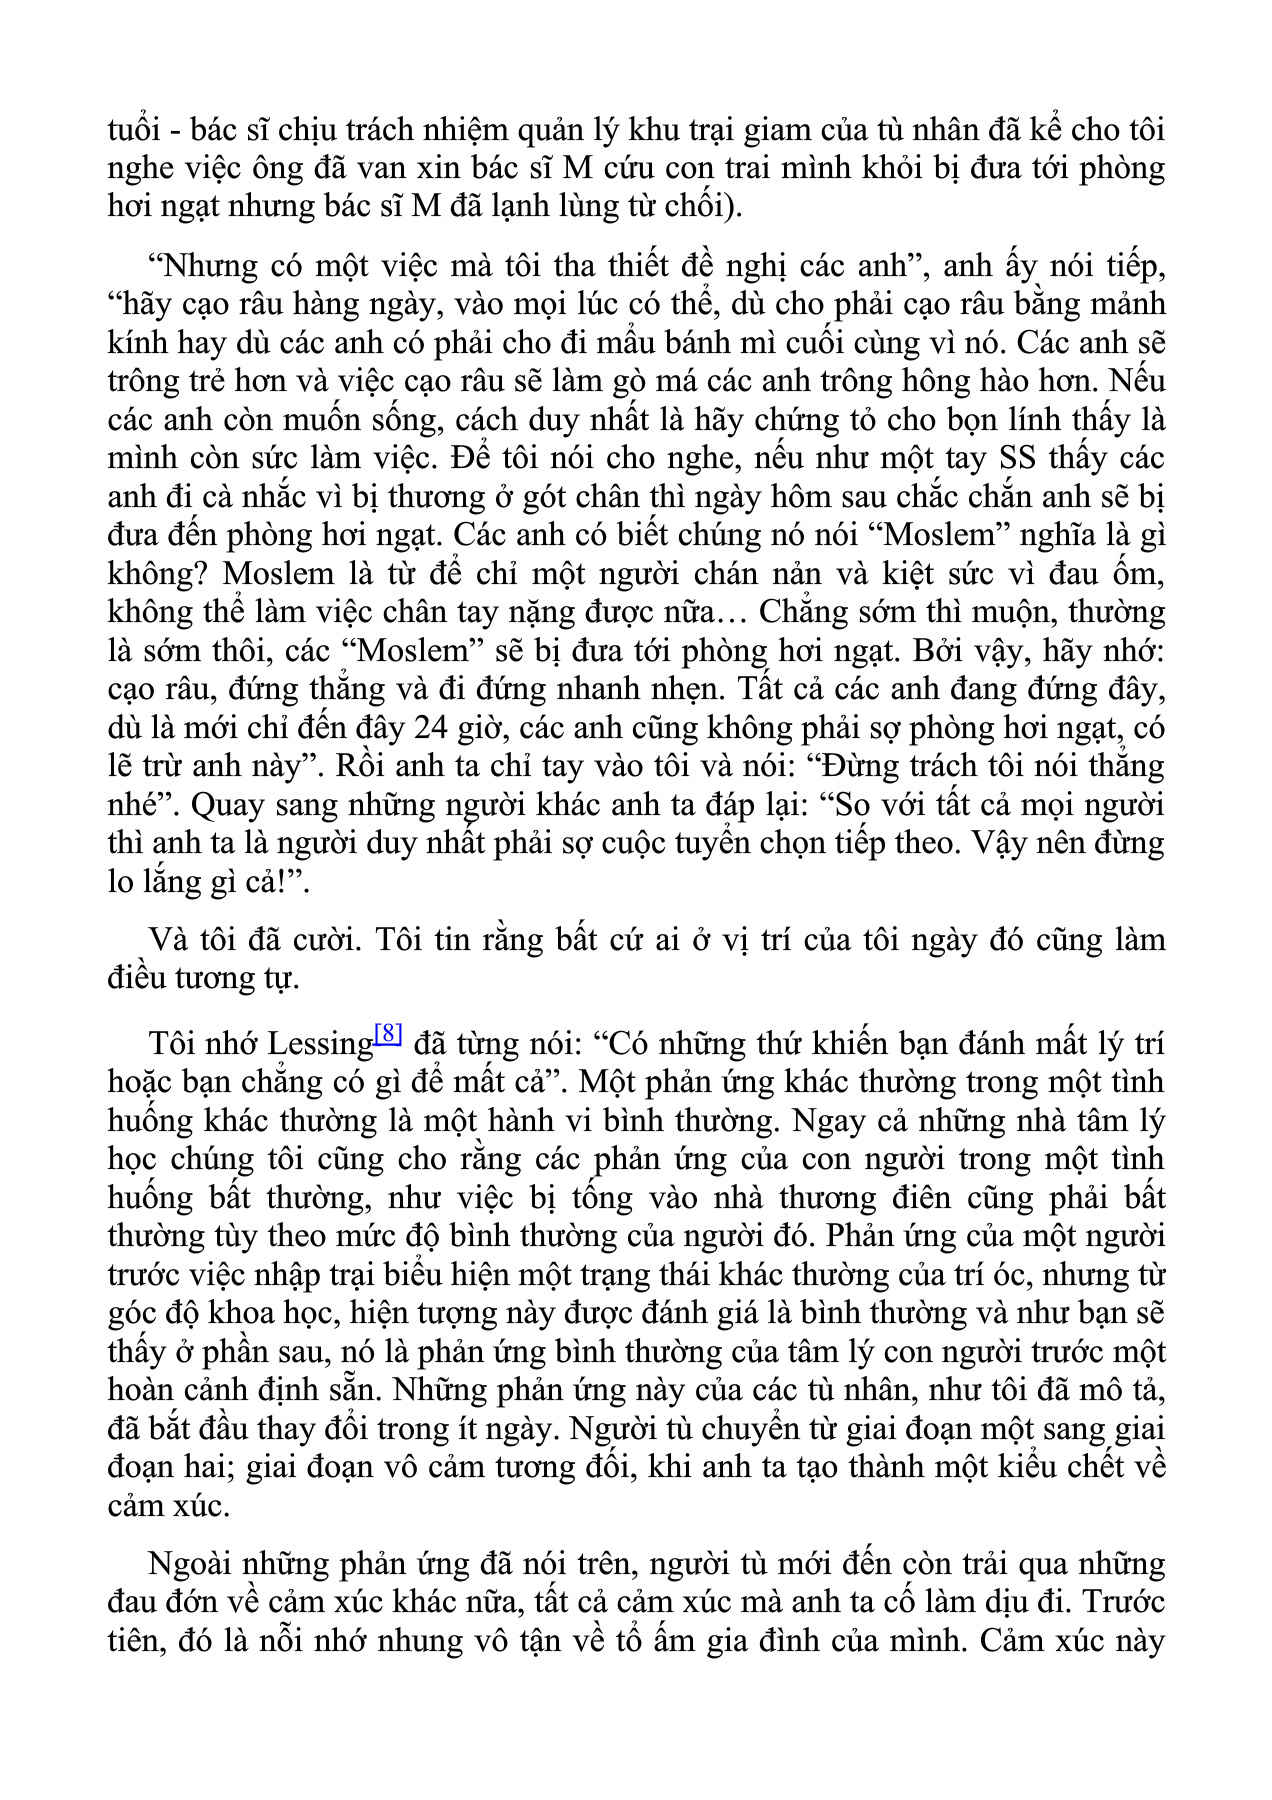 tuổi - bác sĩ chịu trách nhiệm quản lý khu trại giam của tù nhân đã kể cho tôi
nghe việc ông đã van xin bác sĩ M cứu con trai mình khỏi bị đưa tới phòng
hơi ngạt nhưng bác sĩ M đã lạnh lùng từ chối).
“Nhưng có một việc mà tôi tha thiết đề nghị các anh”, anh ấy nói tiếp,
“hãy cạo râu hàng ngày, vào mọi lúc có thể, dù cho phải cạo râu bằng mảnh
kính hay dù các anh có phải cho đi mẩu bánh mì cuối cùng vì nó. Các anh sẽ
trông trẻ hơn và việc cạo râu sẽ làm gò má các anh trông hồng hào hơn. Nếu
các anh còn muốn sống, cách duy nhất là hãy chứng tỏ cho bọn lính thấy là
mình còn sức làm việc. Để tôi nói cho nghe, nếu như một tay SS thấy các
anh đi cà nhắc vì bị thương ở gót chân thì ngày hôm sau chắc chắn anh sẽ bị
đưa đến phòng hơi ngạt. Các anh có biết chúng nó nói “Moslem” nghĩa là gì
không? Moslem là từ để chỉ một người chán nản và kiệt sức vì đau ốm,
không thể làm việc chân tay nặng được nữa… Chẳng sớm thì muộn, thường
là sớm thôi, các “Moslem” sẽ bị đưa tới phòng hơi ngạt. Bởi vậy, hãy nhớ:
cạo râu, đứng thẳng và đi đứng nhanh nhẹn. Tất cả các anh đang đứng đây,
dù là mới chỉ đến đây 24 giờ, các anh cũng không phải sợ phòng hơi ngạt, có
lẽ trừ anh này”. Rồi anh ta chỉ tay vào tôi và nói: “Đừng trách tôi nói thẳng
nhé”. Quay sang những người khác anh ta đáp lại: “So với tất cả mọi người
thì anh ta là người duy nhất phải sợ cuộc tuyển chọn tiếp theo. Vậy nên đừng
lo lắng gì cả!”.
Và tôi đã cười. Tôi tin rằng bất cứ ai ở vị trí của tôi ngày đó cũng làm
điều tương tự.
Tôi nhớ Lessing[8] đã từng nói: “Có những thứ khiến bạn đánh mất lý trí
hoặc bạn chẳng có gì để mất cả”. Một phản ứng khác thường trong một tình
huống khác thường là một hành vi bình thường. Ngay cả những nhà tâm lý
học chúng tôi cũng cho rằng các phản ứng của con người trong một tình
huống bất thường, như việc bị tống vào nhà thương điên cũng phải bất
thường tùy theo mức độ bình thường của người đó. Phản ứng của một người
trước việc nhập trại biểu hiện một trạng thái khác thường của trí óc, nhưng từ
góc độ khoa học, hiện tượng này được đánh giá là bình thường và như bạn sẽ
thấy ở phần sau, nó là phản ứng bình thường của tâm lý con người trước một
hoàn cảnh định sẵn. Những phản ứng này của các tù nhân, như tôi đã mô tả,
đã bắt đầu thay đổi trong ít ngày. Người tù chuyển từ giai đoạn một sang giai
đoạn hai; giai đoạn vô cảm tương đối, khi anh ta tạo thành một kiểu chết về
cảm xúc.
Ngoài những phản ứng đã nói trên, người tù mới đến còn trải qua những
đau đớn về cảm xúc khác nữa, tất cả cảm xúc mà anh ta cố làm dịu đi. Trước
tiên, đó là nỗi nhớ nhung vô tận về tổ ấm gia đình của mình. Cảm xúc này